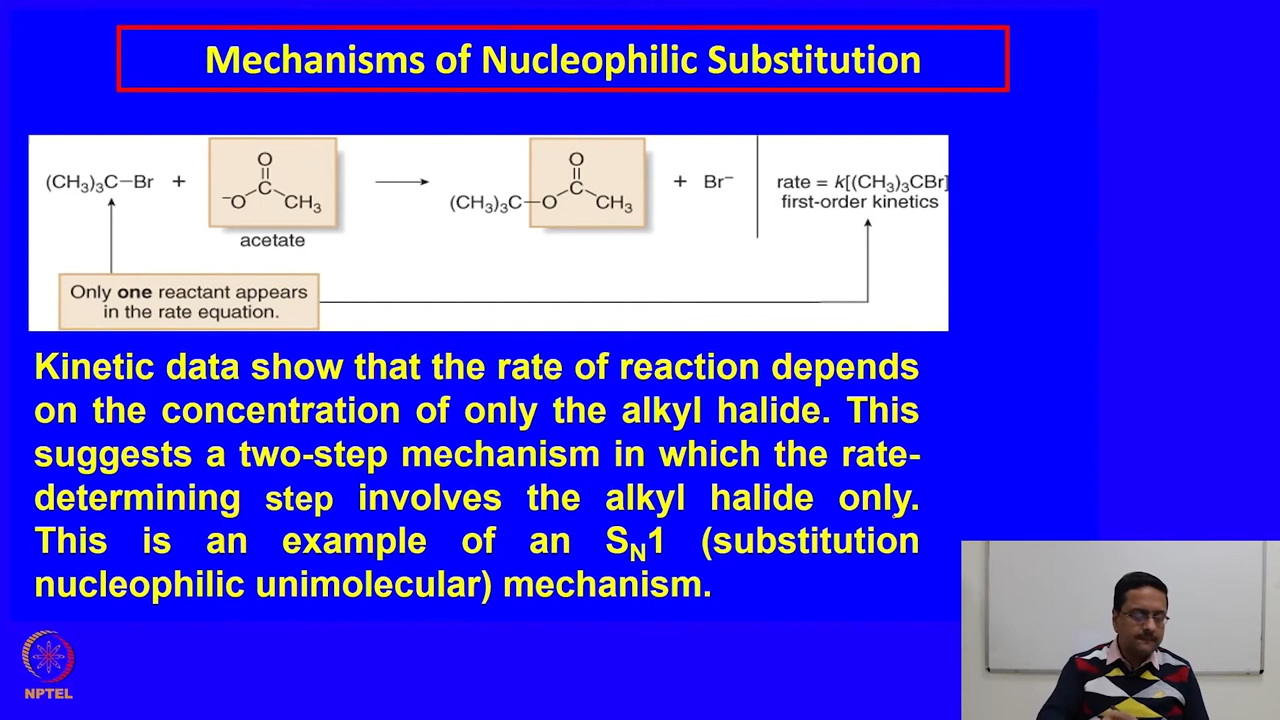 Mechanisms of Nucleophilic Substitution
(CH₃)₃C−Br + ⁻O C O CH₃ → (CH₃)₃C−O C O CH₃ + Br⁻
acetate
rate = k[(CH₃)₃CBr]
first-order kinetics
Only one reactant appears
in the rate equation.
Kinetic data show that the rate of reaction depends
on the concentration of only the alkyl halide. This
suggests a two-step mechanism in which the rate-
determining step involves the alkyl halide only.
This is an example of an S_N1 (substitution
nucleophilic unimolecular) mechanism.
NPTEL